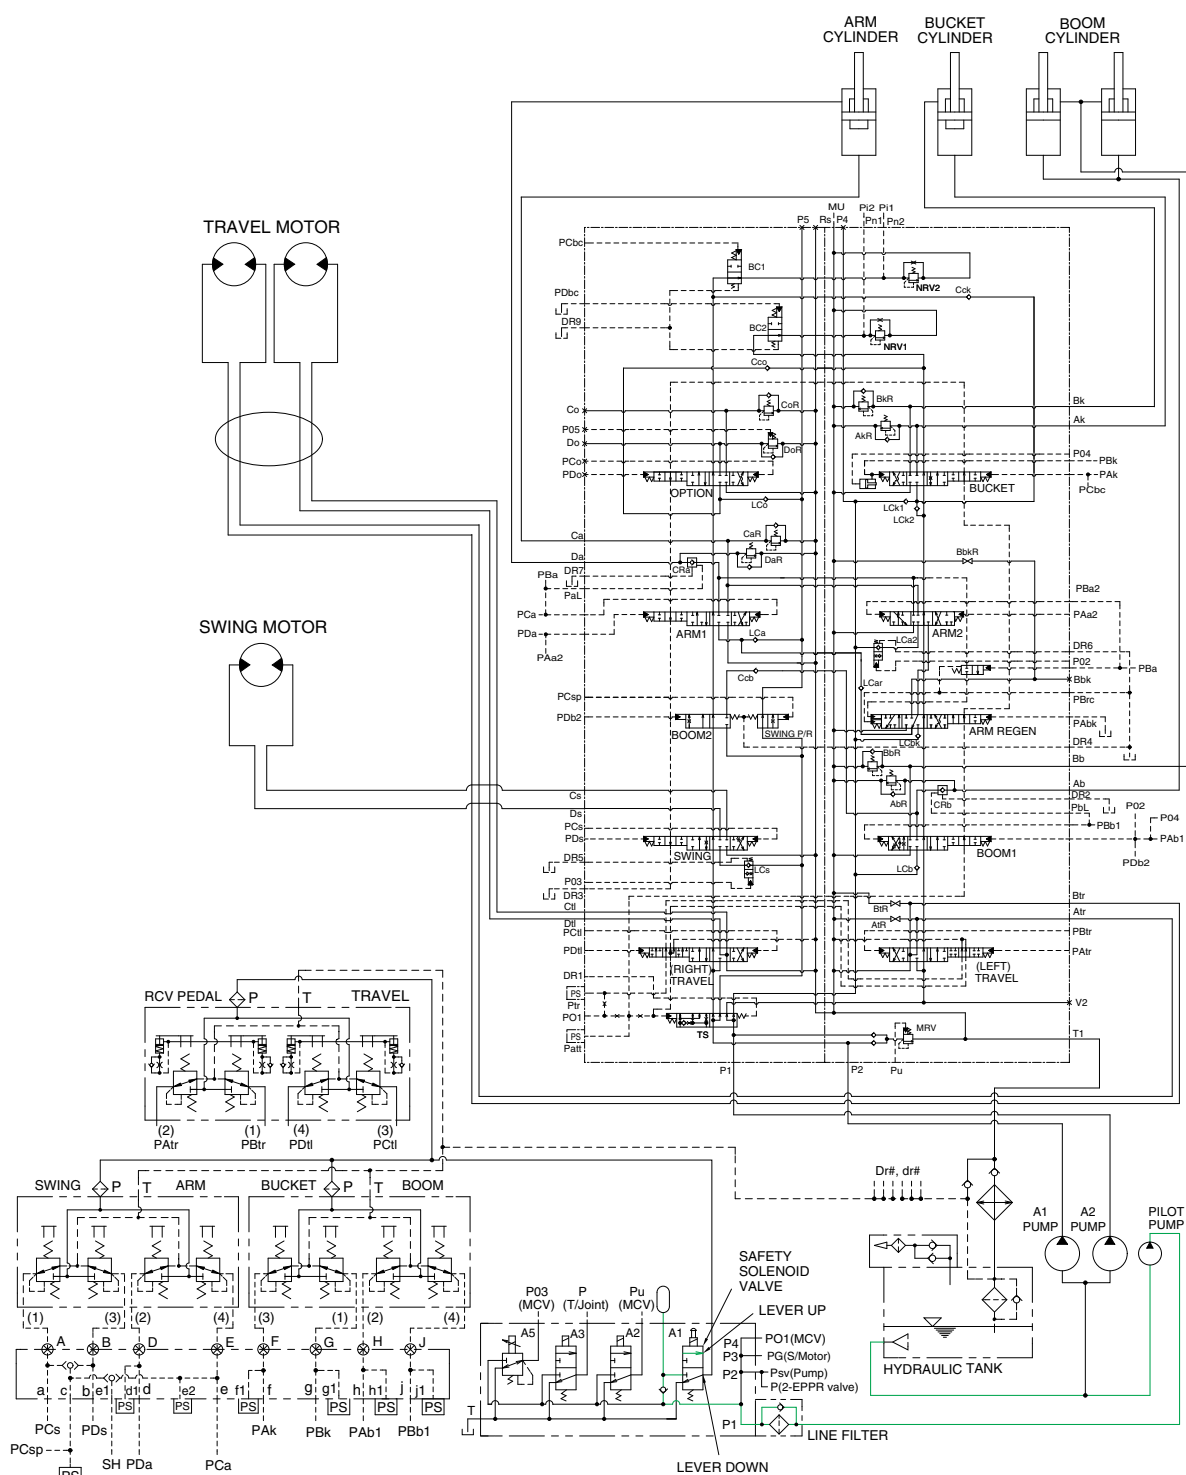 ARM
CYLINDER
BUCKET
CYLINDER
BOOM
CYLINDER
TRAVEL MOTOR
SWING MOTOR
P5
Rs
MU
P4
Pi2
Pi1
Pn1
Pn2
PCbc
BC1
NRV2
Cck
PDbc
DR9
BC2
NRV1
Cco
Co
CoR
BkR
Bk
P05
Do
DoR
AkR
Ak
PCo
PDo
OPTION
BUCKET
P04
PBk
PAk
PCbc
LCo
LCk1
LCk2
Ca
CaR
Da
DaR
CRa
BbkR
DR7
PBa
PaL
PBa2
PCa
PDa
PAa2
ARM1
ARM2
PAa2
LCa
LCa2
DR6
P02
PBa
Ccb
LCar
Bbk
PCsp
PBrc
PDb2
BOOM2
SWING P/R
ARM REGEN
PAbk
LCbk
DR4
BbR
Bb
AbR
CRb
Ab
DR2
PbL
P02
P04
PBb1
PAb1
PDb2
Cs
Ds
PCs
PDs
SWING
BOOM1
DR5
LCs
LCb
P03
DR3
Ctl
Dtl
BtR
Btr
AtR
Atr
PCtl
PBtr
PDtl
PAtr
(RIGHT)
TRAVEL
(LEFT)
TRAVEL
DR1
PS
Ptr
PO1
V2
PS
Patt
TS
MRV
T1
P1
P2
Pu
RCV PEDAL
P
T
TRAVEL
(2)
PAtr
(1)
PBtr
(4)
PDtl
(3)
PCtl
SWING
P
T
ARM
BUCKET
P
T
BOOM
(1)
(3)
(2)
(4)
(3)
(1)
(2)
(4)
A
B
D
E
F
G
H
J
a
c
b
e1
d1
d
e2
e
f1
f
g
g1
h
h1
j
j1
PS
PS
PS
PS
PS
PS
PCs
PDs
PAk
PBk
PAb1
PBb1
PCsp
PS
SH
PDa
PCa
Dr#, dr#
A1
PUMP
A2
PUMP
PILOT
PUMP
HYDRAULIC TANK
SAFETY
SOLENOID
VALVE
LEVER UP
P03
(MCV)
P
(T/Joint)
Pu
(MCV)
A5
A3
A2
A1
P4
P3
P2
PO1(MCV)
PG(S/Motor)
Psv(Pump)
P(2-EPPR valve)
T
P1
LINE FILTER
LEVER DOWN